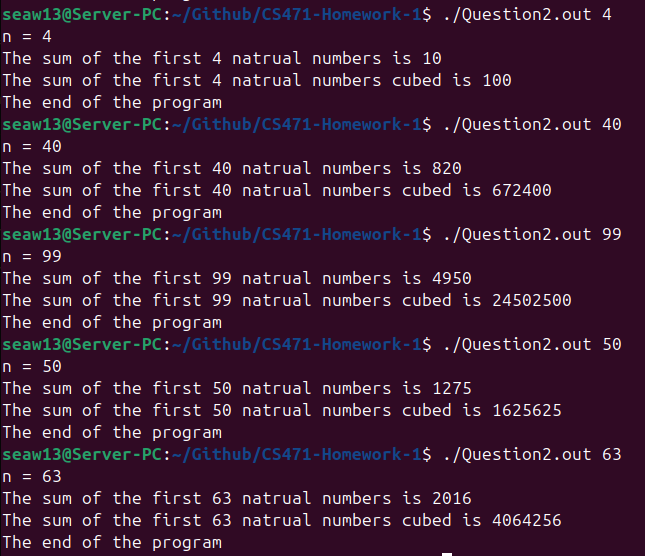 seaw13@Server-PC:~/Github/CS471-Homework-1$ ./Question2.out 4
n = 4
The sum of the first 4 natrual numbers is 10
The sum of the first 4 natrual numbers cubed is 100
The end of the program
seaw13@Server-PC:~/Github/CS471-Homework-1$ ./Question2.out 40
n = 40
The sum of the first 40 natrual numbers is 820
The sum of the first 40 natrual numbers cubed is 672400
The end of the program
seaw13@Server-PC:~/Github/CS471-Homework-1$ ./Question2.out 99
n = 99
The sum of the first 99 natrual numbers is 4950
The sum of the first 99 natrual numbers cubed is 24502500
The end of the program
seaw13@Server-PC:~/Github/CS471-Homework-1$ ./Question2.out 50
n = 50
The sum of the first 50 natrual numbers is 1275
The sum of the first 50 natrual numbers cubed is 1625625
The end of the program
seaw13@Server-PC:~/Github/CS471-Homework-1$ ./Question2.out 63
n = 63
The sum of the first 63 natrual numbers is 2016
The sum of the first 63 natrual numbers cubed is 4064256
The end of the program